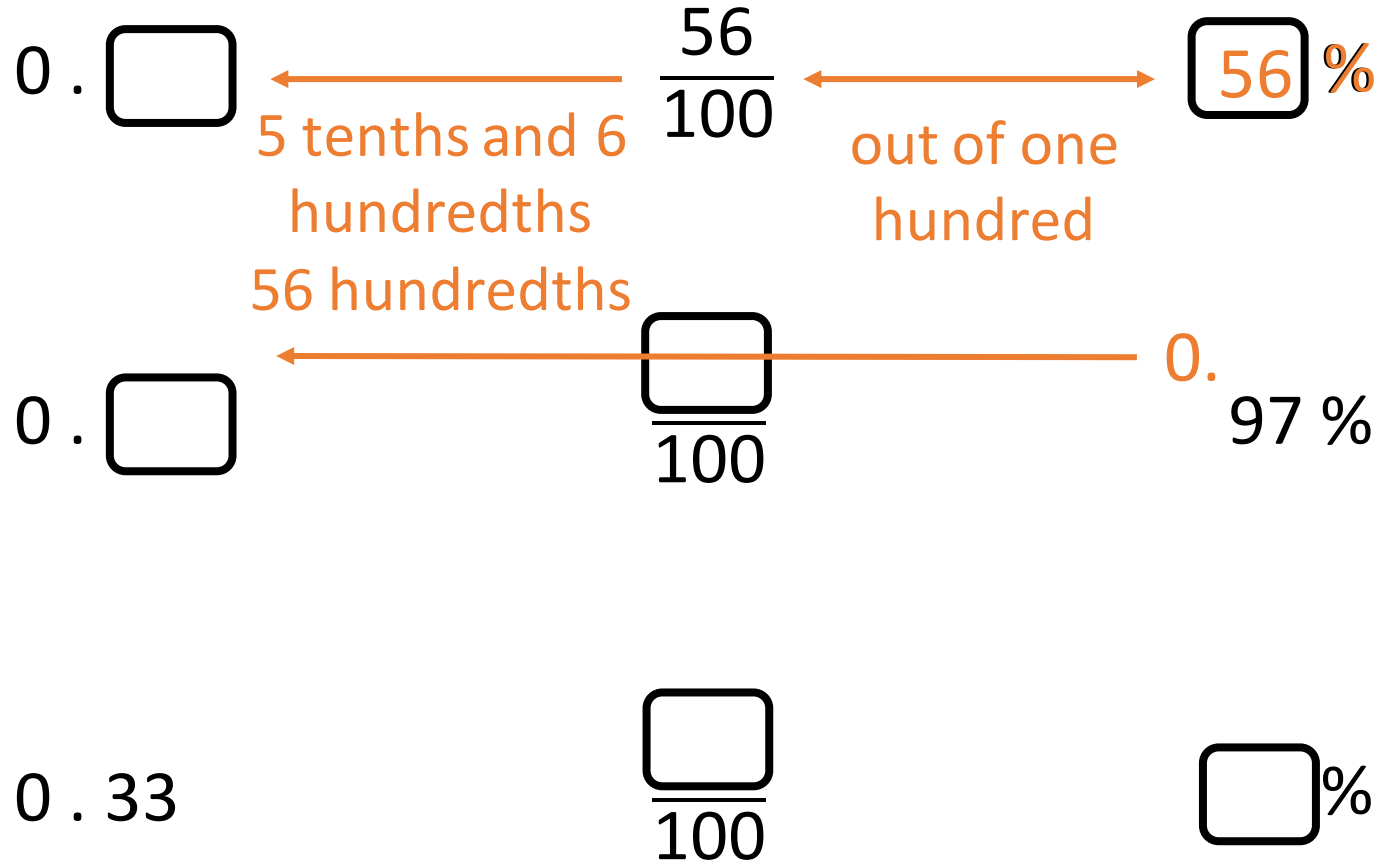 0 . 56 56 %
100
5 tenths and 6
hundredths
56 hundredths
out of one
hundred
0.
0 . 97 %
100
0 . 33 %
100